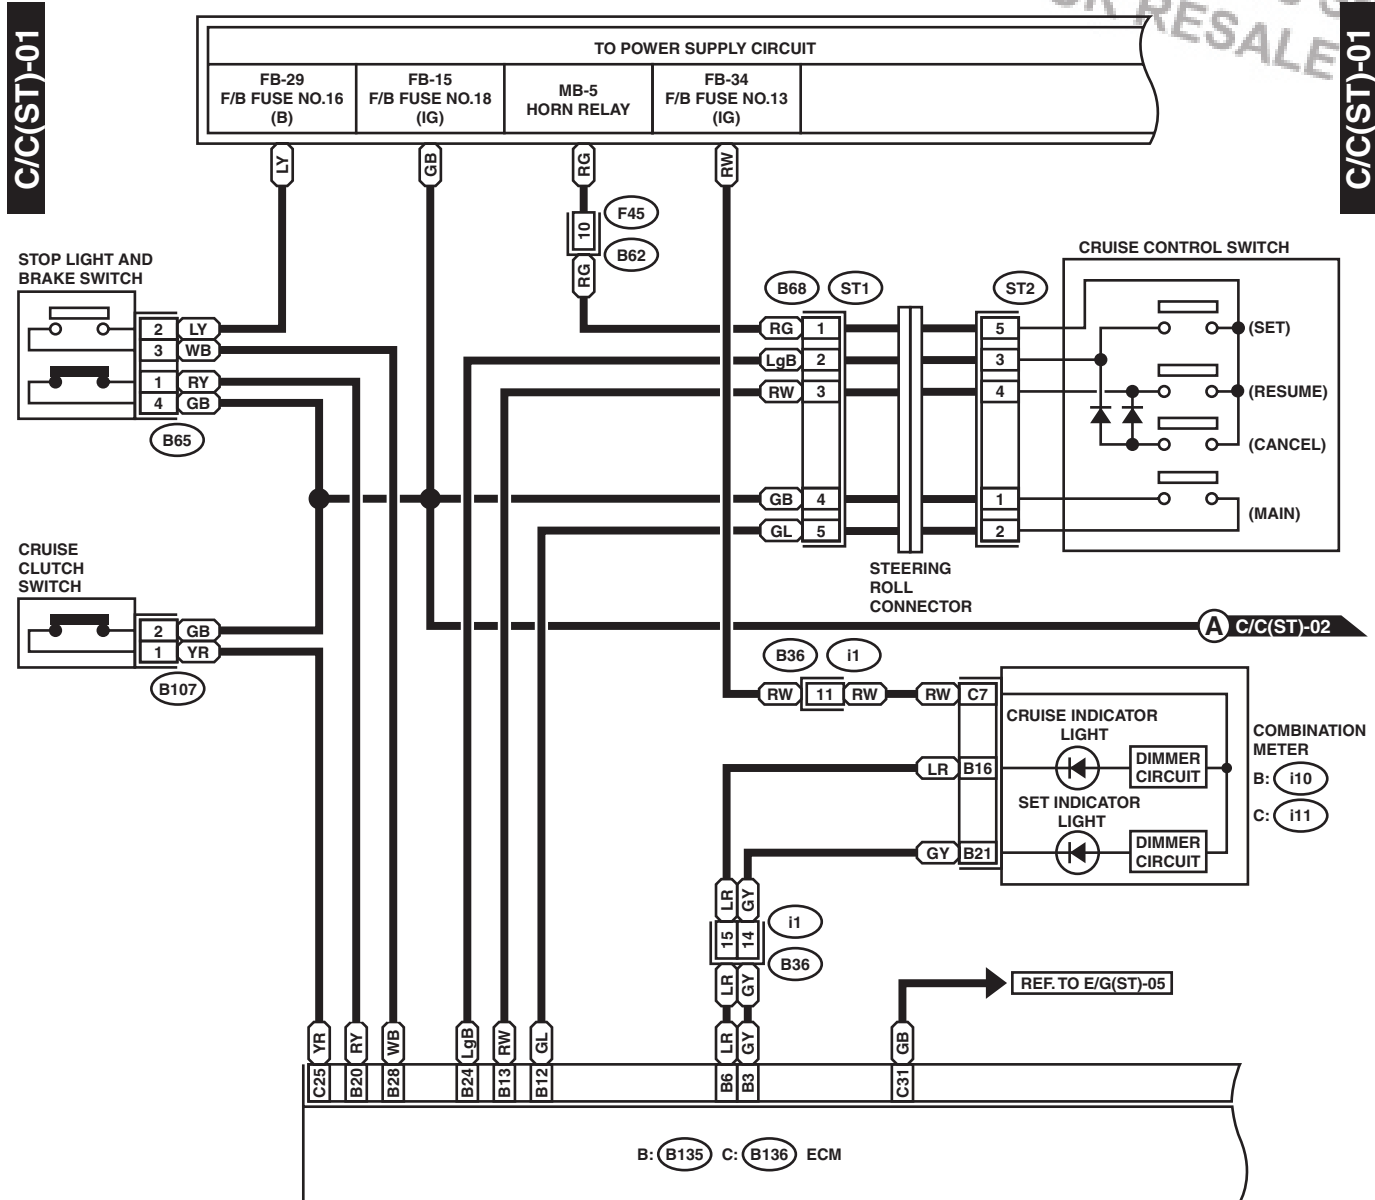 C/C(ST)-01
C/C(ST)-01
RESALE
TO POWER SUPPLY CIRCUIT
FB-29
F/B FUSE NO.16
(B)
FB-15
F/B FUSE NO.18
(IG)
MB-5
HORN RELAY
FB-34
F/B FUSE NO.13
(IG)
LY
GB
RG
RW
10
F45
B62
RG
STOP LIGHT AND
BRAKE SWITCH
2 LY
3 WB
1 RY
4 GB
B65
B68 ST1
ST2
CRUISE CONTROL SWITCH
RG 1
LgB 2
RW 3
GB 4
GL 5
5
3
4
1
2
(SET)
(RESUME)
(CANCEL)
(MAIN)
STEERING
ROLL
CONNECTOR
CRUISE
CLUTCH
SWITCH
2 GB
1 YR
B107
A C/C(ST)-02
B36 i1
RW 11 RW RW C7
CRUISE INDICATOR
LIGHT
LR B16
DIMMER
CIRCUIT
SET INDICATOR
LIGHT
GY B21
DIMMER
CIRCUIT
COMBINATION
METER
B: i10
C: i11
LR GY
15 14
i1
B36
LR GY
REF. TO E/G(ST)-05
YR RY WB LgB RW GL LR GY GB
C25 B20 B28 B24 B13 B12 B6 B3 C31
B: B135 C: B136 ECM